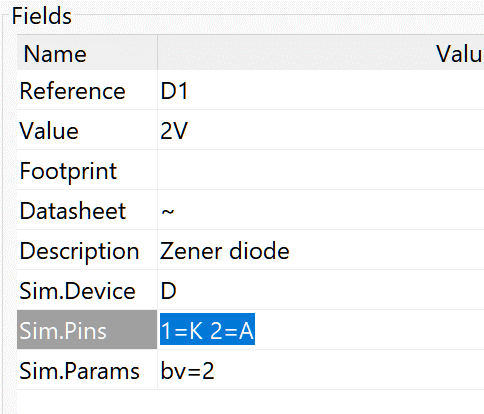 Fields
Name Valu
Reference D1
Value 2V
Footprint
Datasheet ~
Description Zener diode
Sim.Device D
Sim.Pins 1=K 2=A
Sim.Params bv=2